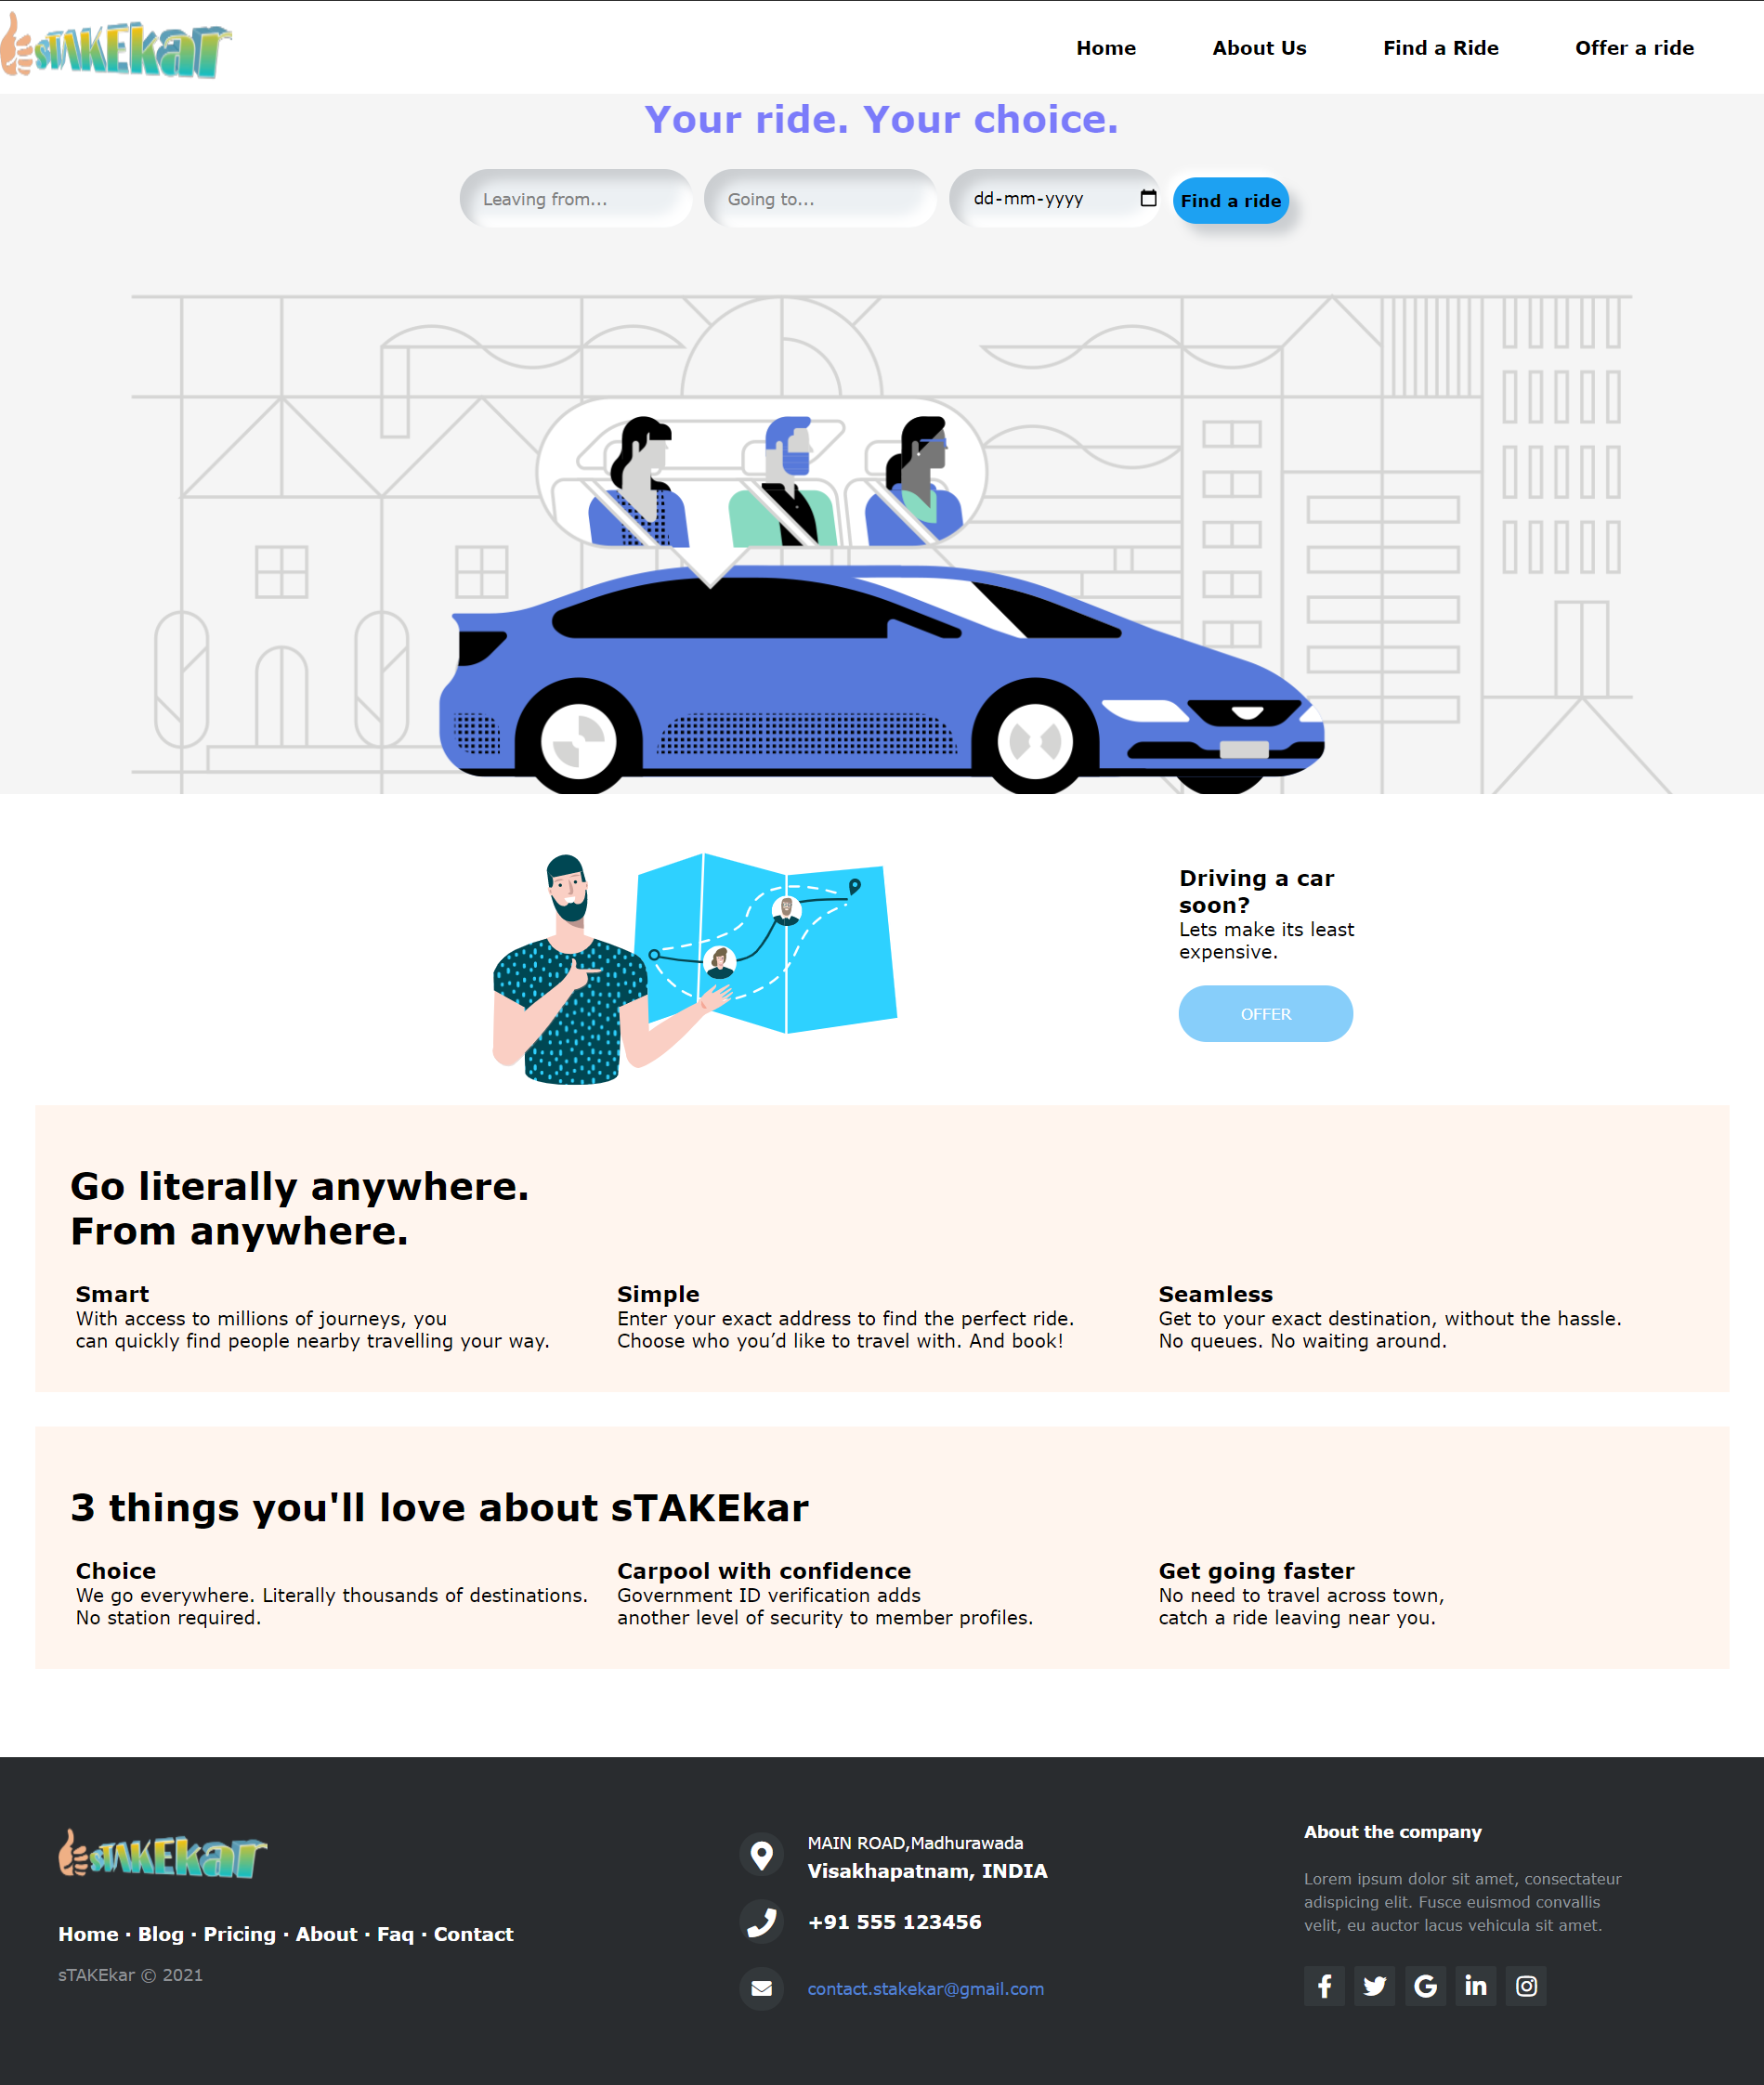 sTAKEkar
Home About Us Find a Ride Offer a ride
Your ride. Your choice.
Leaving from... Going to... dd-mm-yyyy Find a ride
Driving a car
soon?
Lets make its least
expensive.
OFFER
Go literally anywhere.
From anywhere.
Smart
With access to millions of journeys, you
can quickly find people nearby travelling your way.
Simple
Enter your exact address to find the perfect ride.
Choose who you’d like to travel with. And book!
Seamless
Get to your exact destination, without the hassle.
No queues. No waiting around.
3 things you'll love about sTAKEkar
Choice
We go everywhere. Literally thousands of destinations.
No station required.
Carpool with confidence
Government ID verification adds
another level of security to member profiles.
Get going faster
No need to travel across town,
catch a ride leaving near you.
sTAKEkar
Home · Blog · Pricing · About · Faq · Contact
sTAKEkar © 2021
MAIN ROAD,Madhurawada
Visakhapatnam, INDIA
+91 555 123456
contact.stakekar@gmail.com
About the company
Lorem ipsum dolor sit amet, consectateur
adispicing elit. Fusce euismod convallis
velit, eu auctor lacus vehicula sit amet.